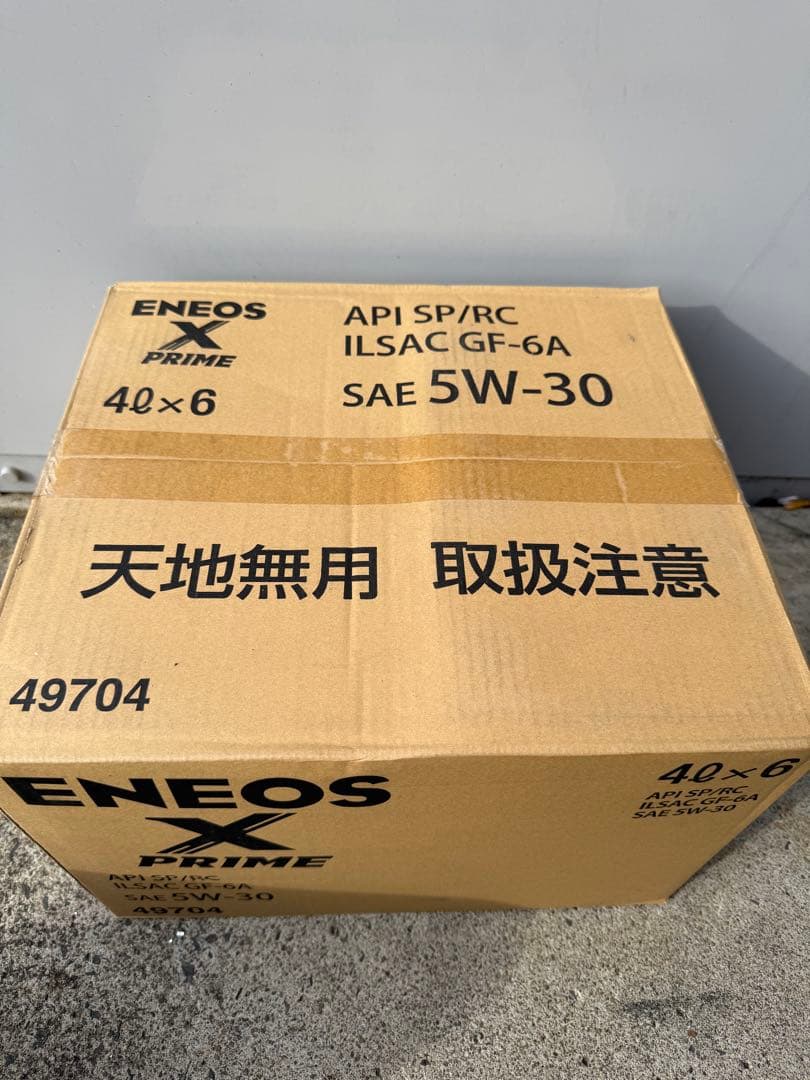 ENEOS
X
PRIME
4ℓ×6
API SP/RC
ILSAC GF-6A
SAE 5W-30
天地無用 取扱注意
49704
ENEOS
X
PRIME
API SP/RC
ILSAC GF-6A
SAE 5W-30
49704
4ℓ×6
API SP/RC
ILSAC GF-6A
SAE 5W-30